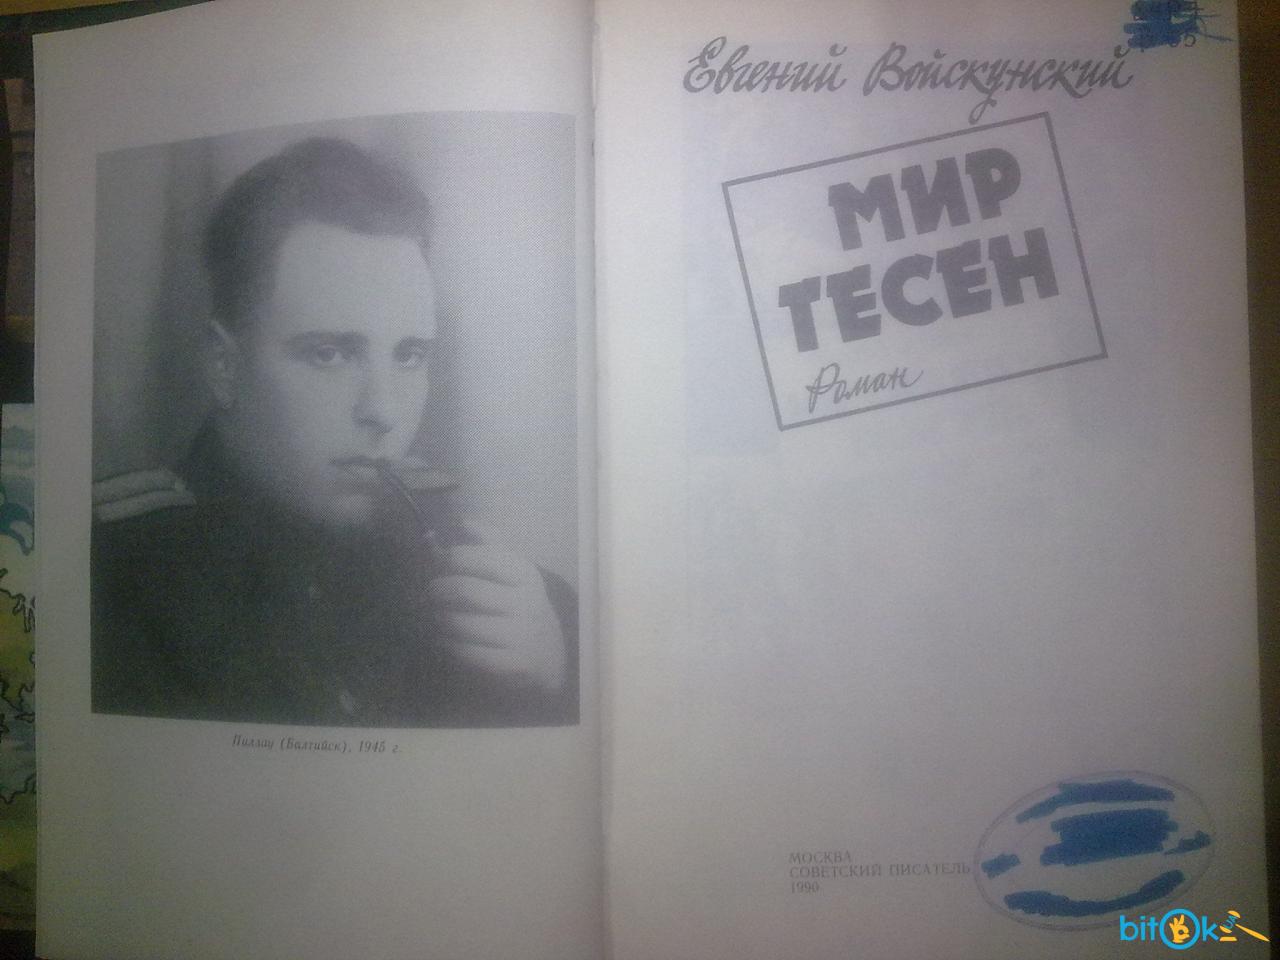 Евгений Войскунский
МИР
ТЕСЕН
Роман
Пиллау (Балтийск), 1945 г.
МОСКВА
СОВЕТСКИЙ ПИСАТЕЛЬ
1990
bitOk